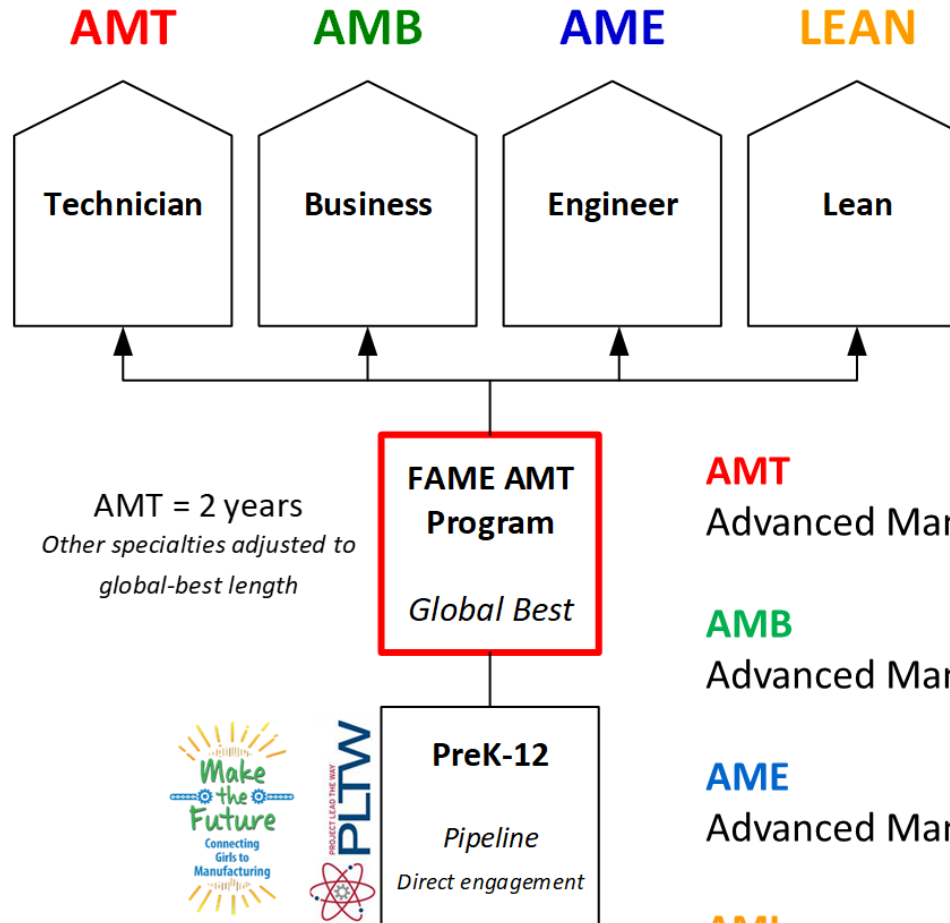 AMT AMB AME LEAN
Technician Business Engineer Lean
FAME AMT
Program
Global Best
AMT = 2 years
Other specialties adjusted to
global-best length
AMT
Advanced Mar
AMB
Advanced Mar
AME
Advanced Mar
PreK-12
Pipeline
Direct engagement
Make
the
Future
Connecting
Girls to
Manufacturing
PROJECT LEAD THE WAY
PLTW